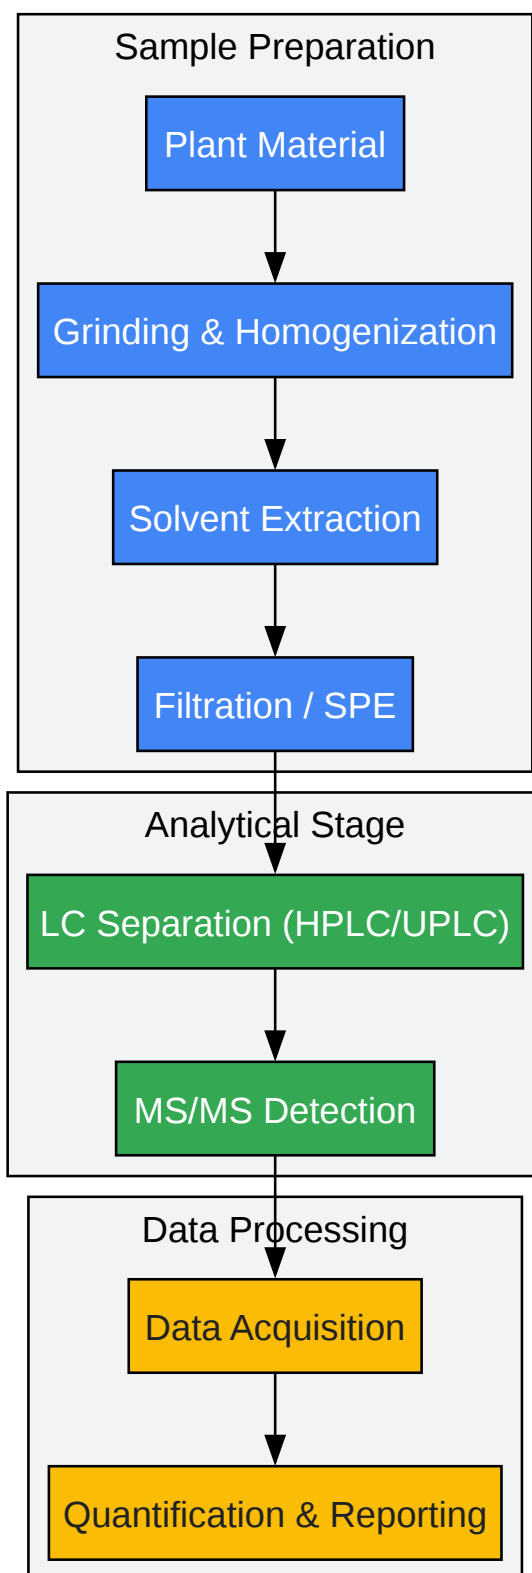 Sample Preparation
Plant Material
Grinding & Homogenization
Solvent Extraction
Filtration / SPE
Analytical Stage
LC Separation (HPLC/UPLC)
MS/MS Detection
Data Processing
Data Acquisition
Quantification & Reporting